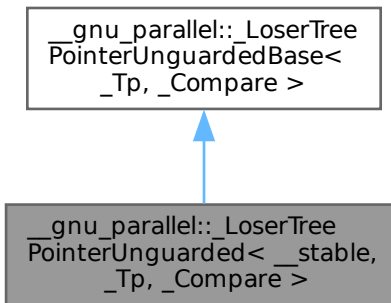 __gnu_parallel::_LoserTree
PointerUnguardedBase<
_Tp, _Compare >
__gnu_parallel::_LoserTree
PointerUnguarded< __stable,
_Tp, _Compare >